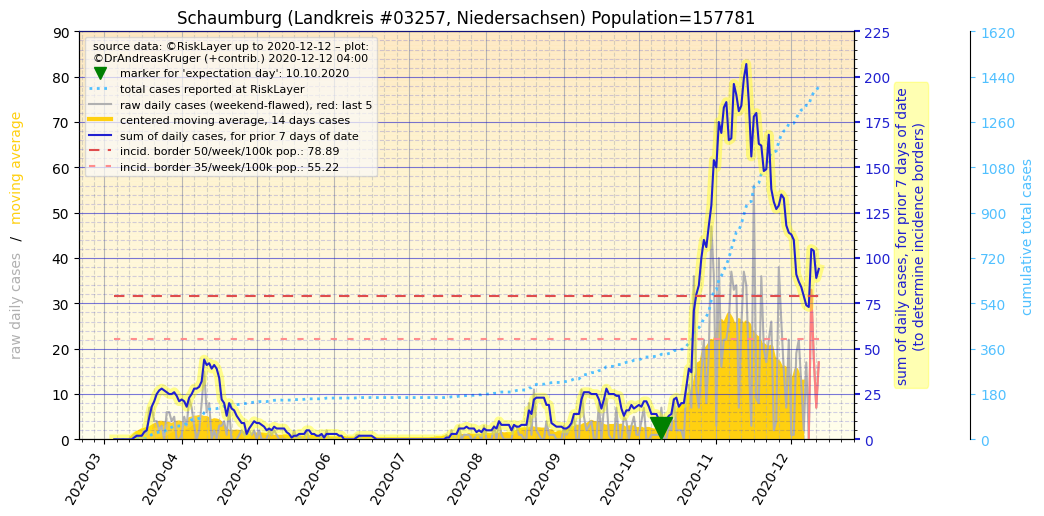 Schaumburg (Landkreis #03257, Niedersachsen) Population=157781
source data: ©RiskLayer up to 2020-12-12 – plot:
©DrAndreasKruger (+contrib.) 2020-12-12 04:00
marker for 'expectation day': 10.10.2020
total cases reported at RiskLayer
raw daily cases (weekend-flawed), red: last 5
centered moving average, 14 days cases
sum of daily cases, for prior 7 days of date
incid. border 50/week/100k pop.: 78.89
incid. border 35/week/100k pop.: 55.22
raw daily cases / moving average
90
80
70
60
50
40
30
20
10
0
2020-03
2020-04
2020-05
2020-06
2020-07
2020-08
2020-09
2020-10
2020-11
2020-12
225
200
175
150
125
100
75
50
25
0
sum of daily cases, for prior 7 days of date
(to determine incidence borders)
1620
1440
1260
1080
900
720
540
360
180
0
cumulative total cases